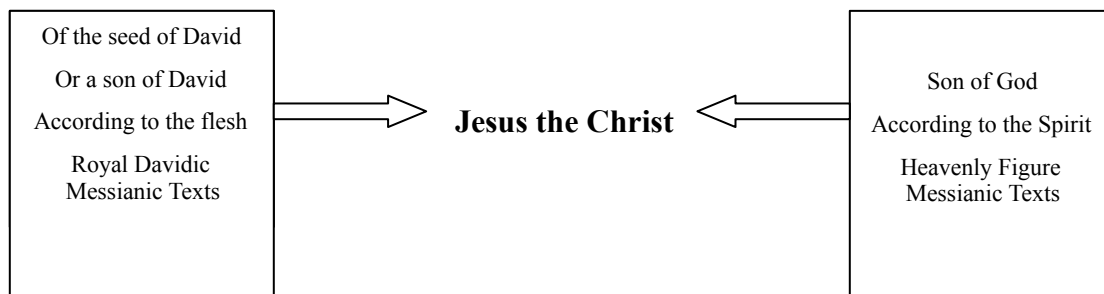 Of the seed of David
Or a son of David
According to the flesh
Royal Davidic
Messianic Texts
Jesus the Christ
Son of God
According to the Spirit
Heavenly Figure
Messianic Texts